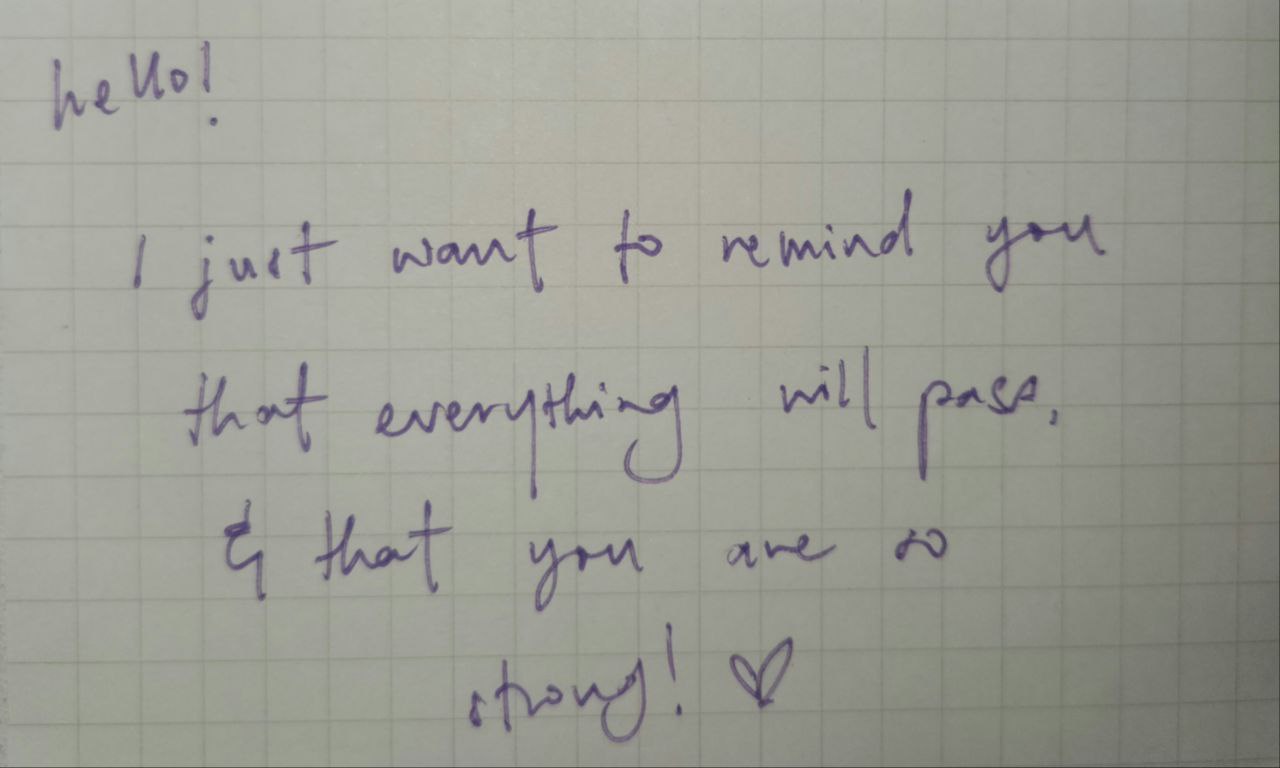 hello!
I just want to remind you
that everything will pass,
& that you are so
strong! ♡